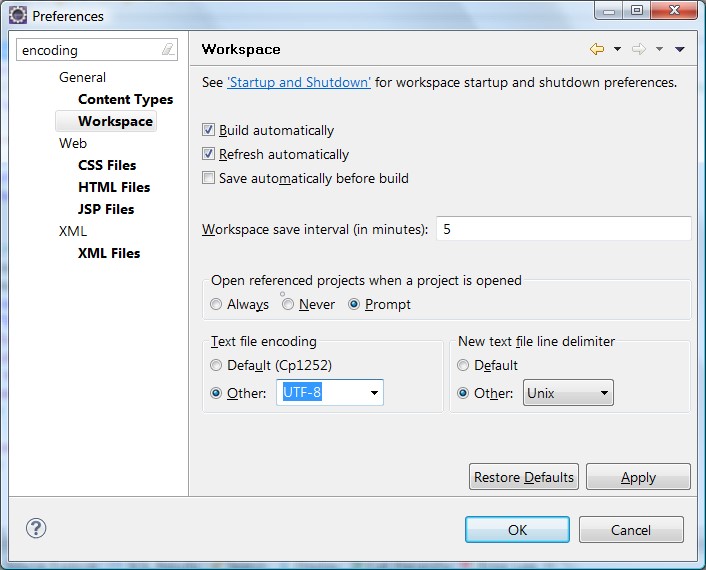 Preferences
encoding
General
Content Types
Workspace
Web
CSS Files
HTML Files
JSP Files
XML
XML Files
Workspace
See 'Startup and Shutdown' for workspace startup and shutdown preferences.
Build automatically
Refresh automatically
Save automatically before build
Workspace save interval (in minutes): 5
Open referenced projects when a project is opened
Always Never Prompt
Text file encoding
Default (Cp1252)
Other: UTF-8
New text file line delimiter
Default
Other: Unix
Restore Defaults Apply
? OK Cancel